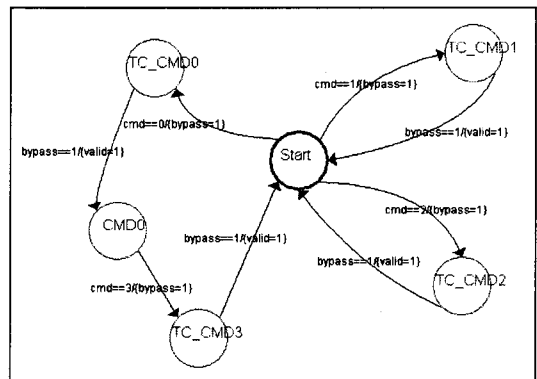 TC_CMD0
TC_CMD1
cmd==1/{bypass=1}
cmd==0/{bypass=1}
bypass==1/{valid=1}
bypass==1/{valid=1}
Start
cmd==2/{bypass=1}
CMD0
bypass==1/{valid=1}
bypass==1/{valid=1}
cmd==3/{bypass=1}
TC_CMD2
TC_CMD3